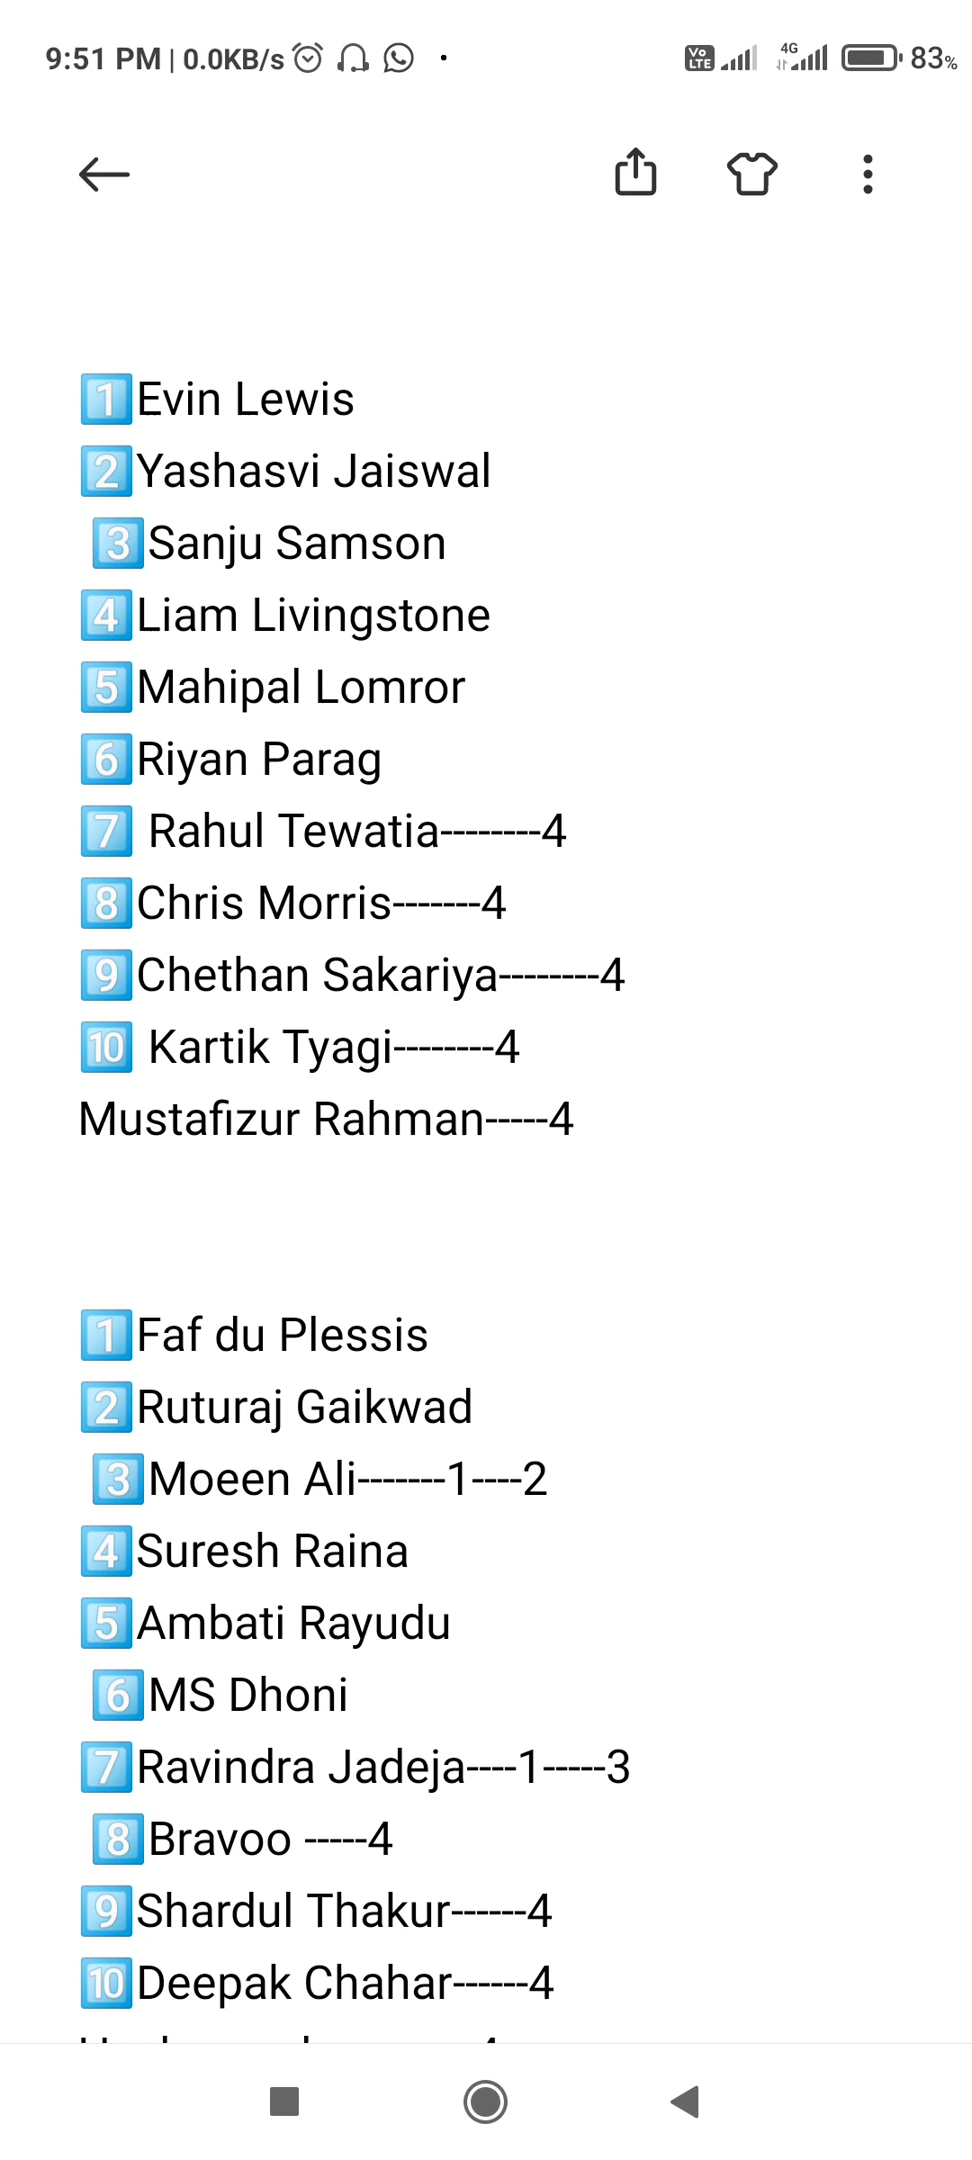 9:51 PM | 0.0KB/s VoLTE 4G 83%
1️⃣Evin Lewis
2️⃣Yashasvi Jaiswal
3️⃣Sanju Samson
4️⃣Liam Livingstone
5️⃣Mahipal Lomror
6️⃣Riyan Parag
7️⃣ Rahul Tewatia--------4
8️⃣Chris Morris-------4
9️⃣Chethan Sakariya--------4
🔟 Kartik Tyagi--------4
Mustafizur Rahman-----4
1️⃣Faf du Plessis
2️⃣Ruturaj Gaikwad
3️⃣Moeen Ali-------1----2
4️⃣Suresh Raina
5️⃣Ambati Rayudu
6️⃣MS Dhoni
7️⃣Ravindra Jadeja----1-----3
8️⃣Bravoo -----4
9️⃣Shardul Thakur------4
🔟Deepak Chahar------4